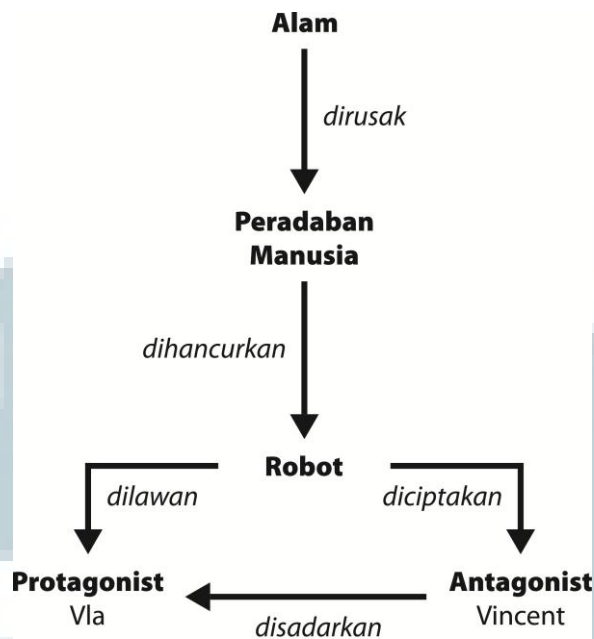 Alam
dirusak
Peradaban
Manusia
dihancurkan
Robot
dilawan
diciptakan
Protagonist
Vla
disadarkan
Antagonist
Vincent